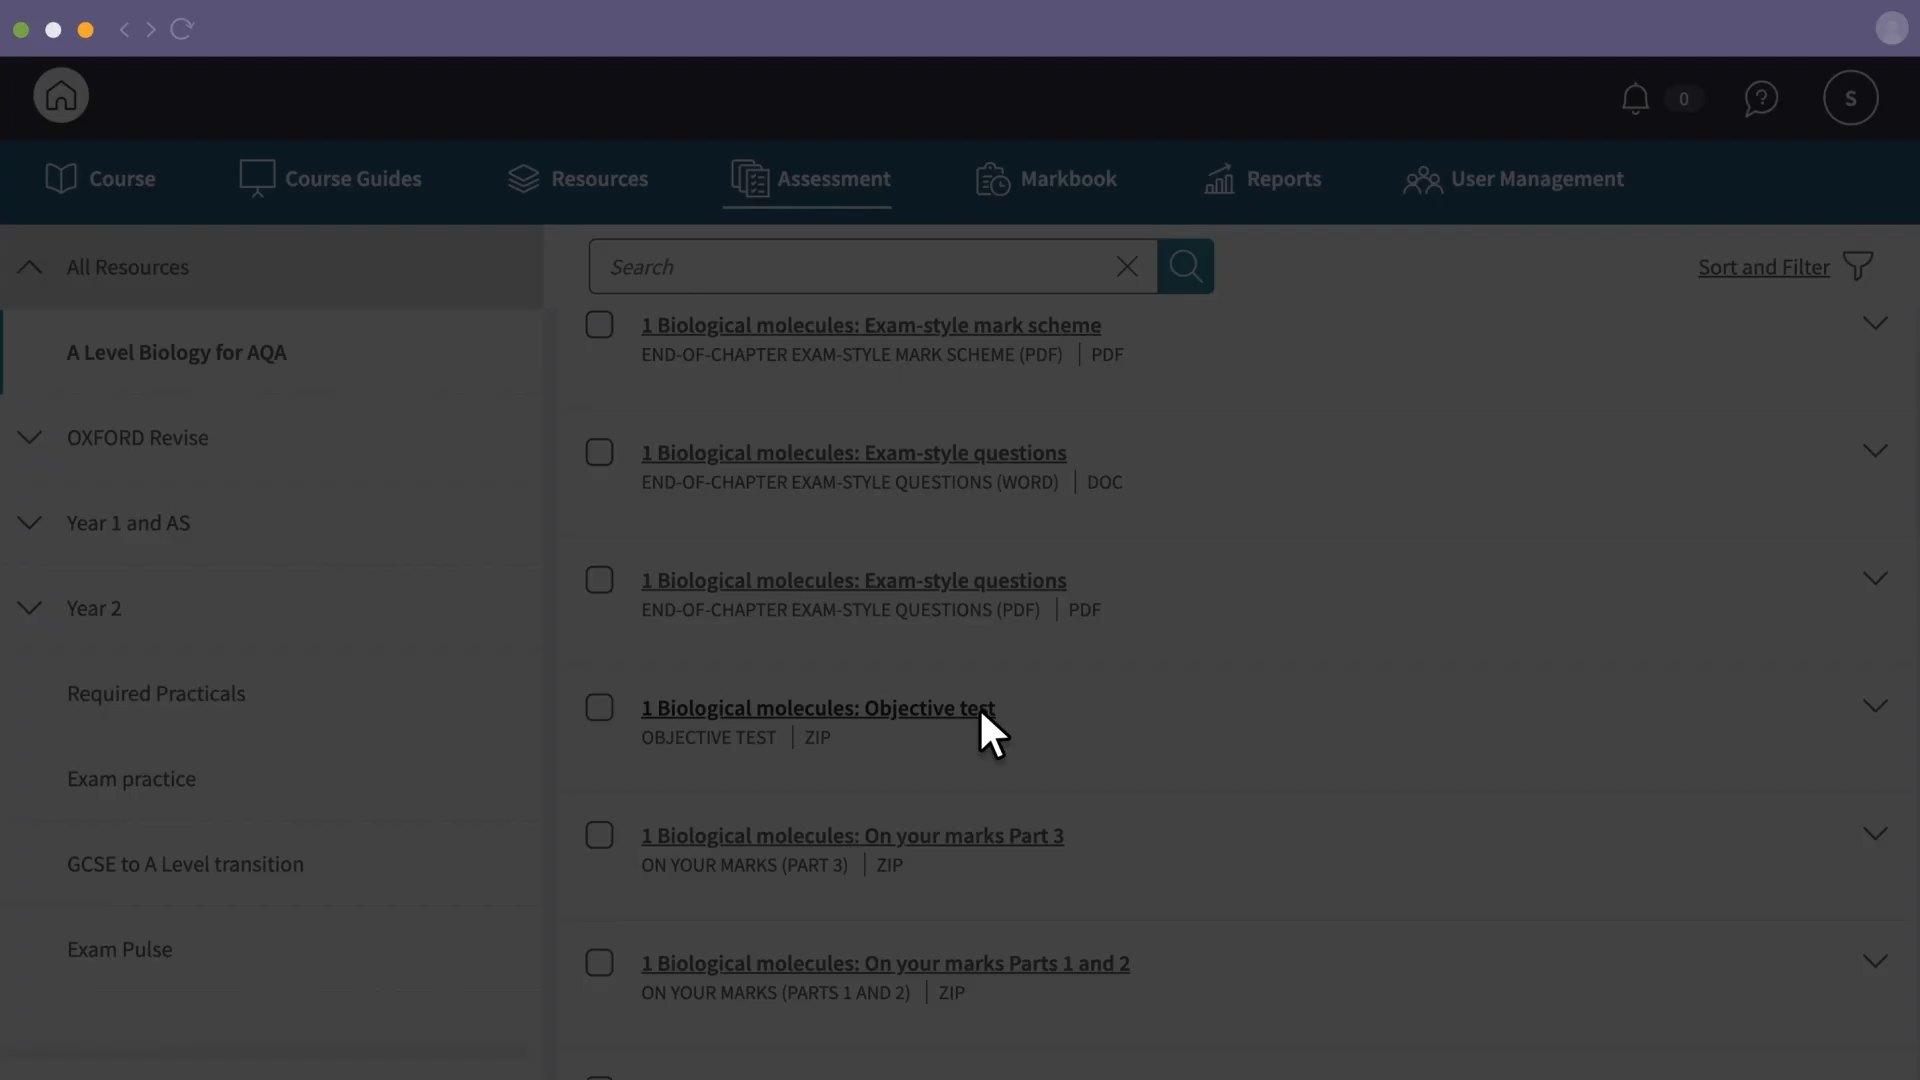 0
?
S
Course
Course Guides
Resources
Assessment
Markbook
Reports
User Management
All Resources
A Level Biology for AQA
OXFORD Revise
Year 1 and AS
Year 2
Required Practicals
Exam practice
GCSE to A Level transition
Exam Pulse
Search
Sort and Filter
1 Biological molecules: Exam-style mark scheme
END-OF-CHAPTER EXAM-STYLE MARK SCHEME (PDF) | PDF
1 Biological molecules: Exam-style questions
END-OF-CHAPTER EXAM-STYLE QUESTIONS (WORD) | DOC
1 Biological molecules: Exam-style questions
END-OF-CHAPTER EXAM-STYLE QUESTIONS (PDF) | PDF
1 Biological molecules: Objective test
OBJECTIVE TEST | ZIP
1 Biological molecules: On your marks Part 3
ON YOUR MARKS (PART 3) | ZIP
1 Biological molecules: On your marks Parts 1 and 2
ON YOUR MARKS (PARTS 1 AND 2) | ZIP